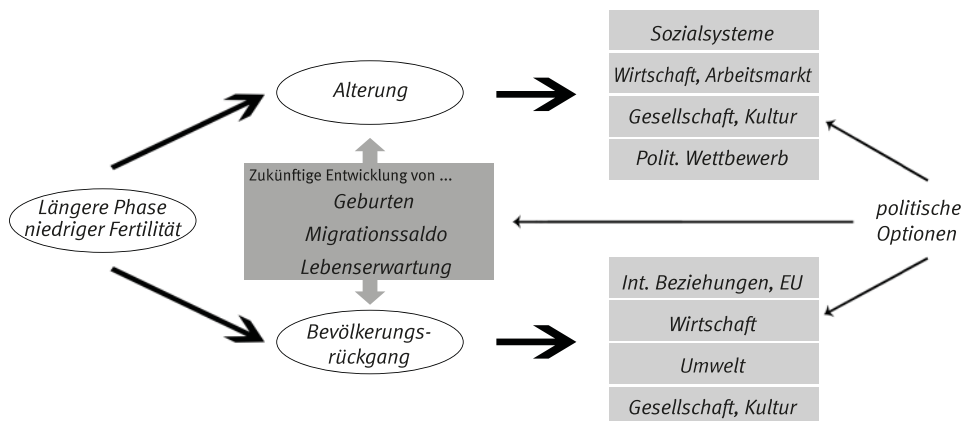 Längere Phase
niedriger Fertilität
Alterung
Zukünftige Entwicklung von ...
Geburten
Migrationssaldo
Lebenserwartung
Bevölkerungs-
rückgang
Sozialsysteme
Wirtschaft, Arbeitsmarkt
Gesellschaft, Kultur
Polit. Wettbewerb
Int. Beziehungen, EU
Wirtschaft
Umwelt
Gesellschaft, Kultur
politische
Optionen